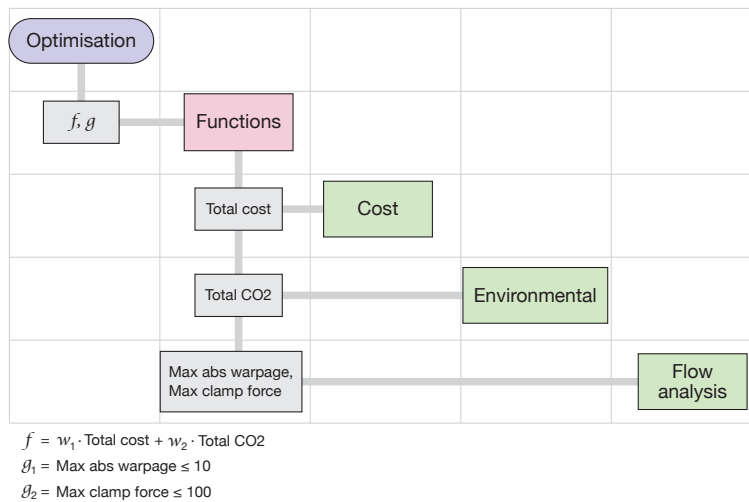 Optimisation
f, g
Functions
Total cost
Cost
Total CO2
Environmental
Max abs warpage,
Max clamp force
Flow
analysis
f = w₁ · Total cost + w₂ · Total CO2
g₁ = Max abs warpage ≤ 10
g₂ = Max clamp force ≤ 100